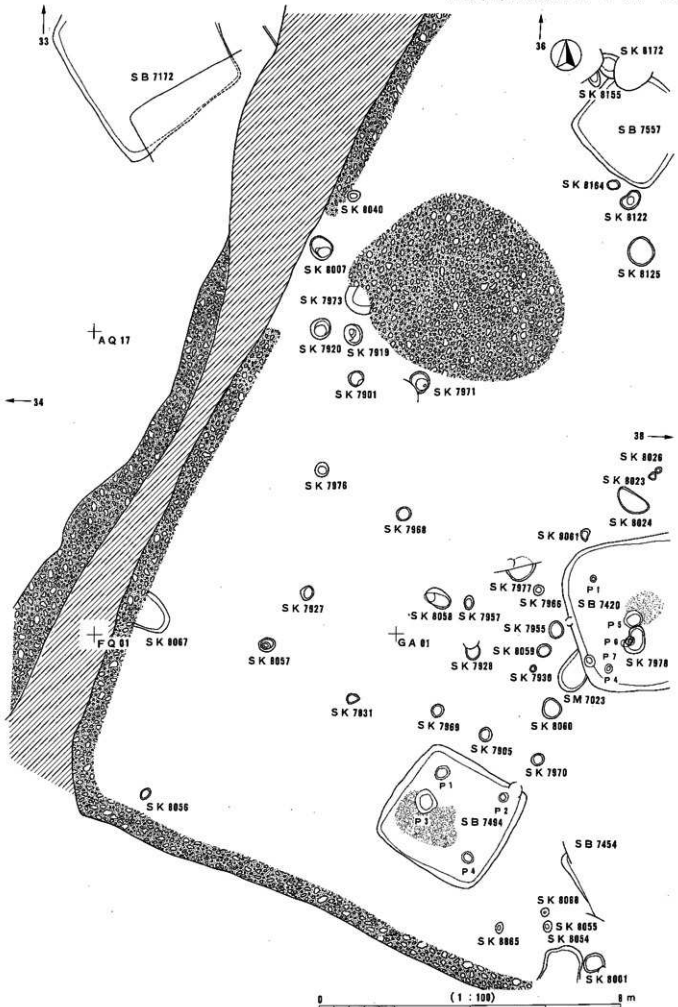 33
36
SK 8172
SB 7172
SK 8155
SB 7557
SK 8164
SK 8040
SK 8122
SK 8007
SK 8125
SK 7973
AQ 17
SK 7920
SK 7919
SK 7901
SK 7971
34
38
SK 8026
SK 8023
SK 7976
SK 8024
SK 7968
SK 8061
SK 7977
P 1
SK 7966
SB 7420
SK 7927
SK 8058
SK 7957
P 5
SK 7955
FQ 01
SK 8067
GA 01
P 6
SK 8059
SK 8057
SK 7928
P 7
SK 7978
SK 7930
P 4
SM 7023
SK 7831
SK 7969
SK 8060
SK 7905
SK 7970
P 1
SK 8056
P 2
P 3
SB 7494
SB 7454
P 4
SK 8068
SK 8055
SK 8065
SK 8054
SK 8061
(1 : 100)
0 8 m